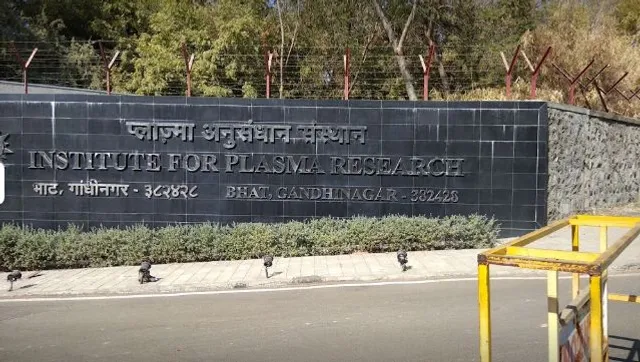 प्लाज़्मा अनुसंधान संस्थान
INSTITUTE FOR PLASMA RESEARCH
भाट, गांधीनगर - ३८२४२८ BHAT, GANDHINAGAR - 382428